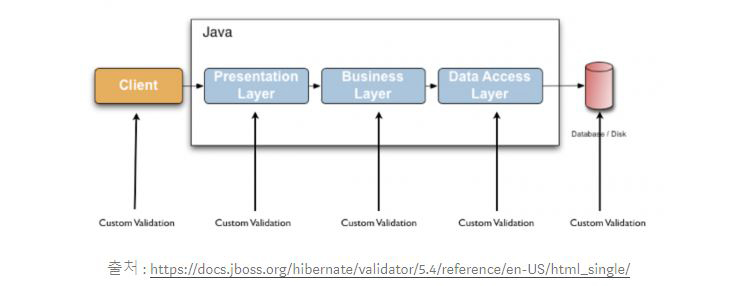 Java
Client
Presentation
Layer
Business
Layer
Data Access
Layer
Database / Disk
Custom Validation
Custom Validation
Custom Validation
Custom Validation
Custom Validation
출처 : https://docs.jboss.org/hibernate/validator/5.4/reference/en-US/html_single/